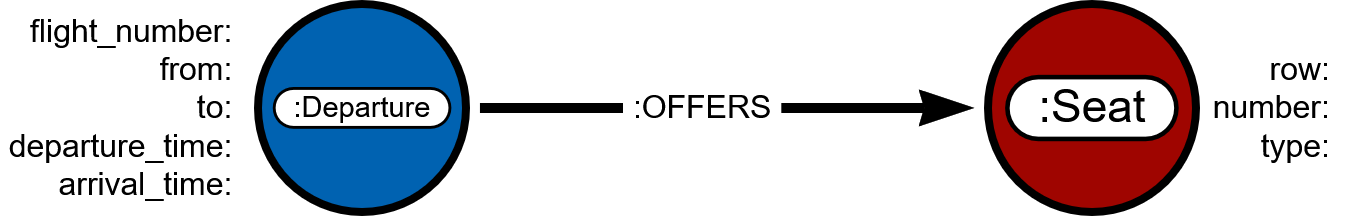 flight_number:
from:
to:
departure_time:
arrival_time:
:Departure
:OFFERS
:Seat
row:
number:
type: